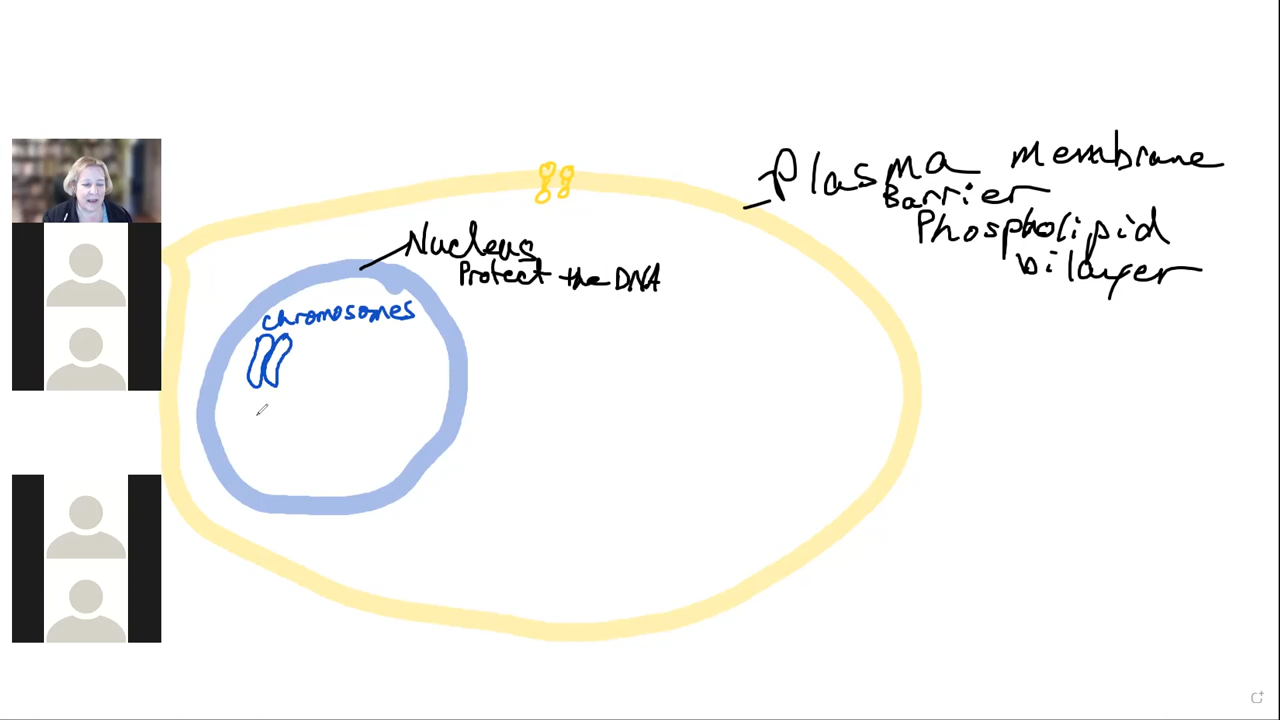 Plasma membrane
Barrier
Phospholipid
bilayer
Nucleus
Protect the DNA
chromosomes